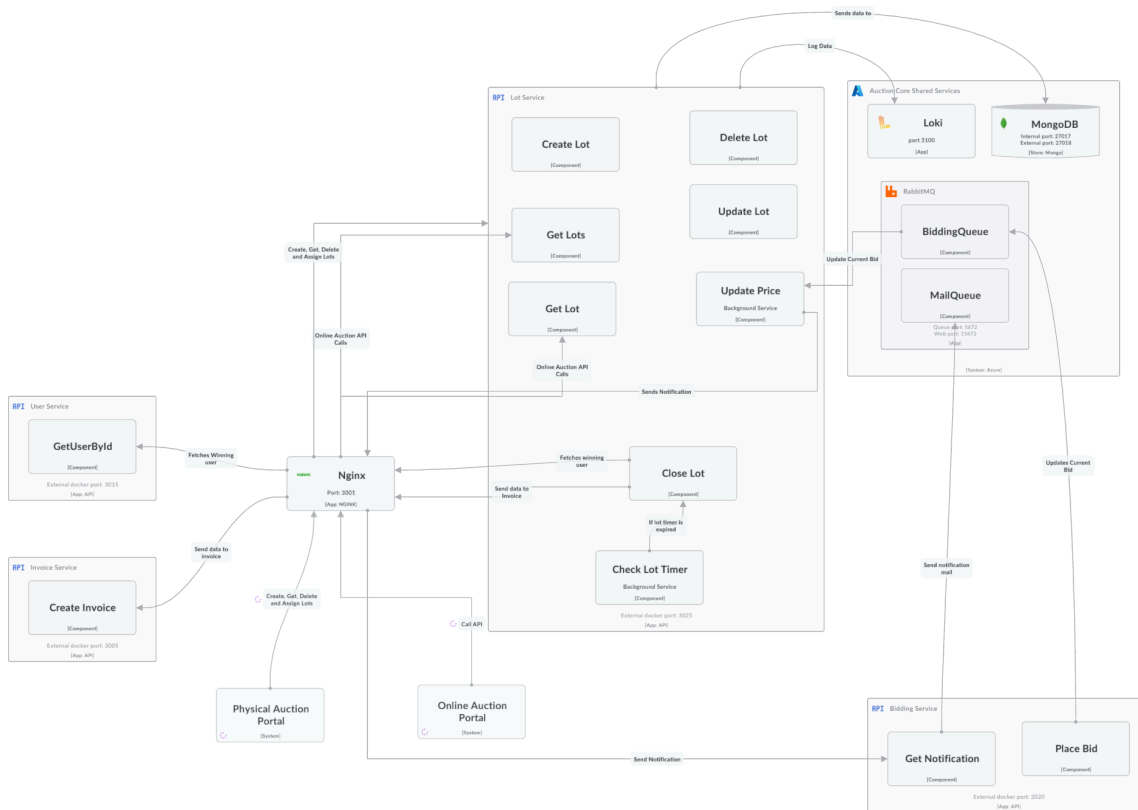 Sends data to
Log Data
API Lot Service
Create Lot
[Component]
Delete Lot
[Component]
Get Lots
[Component]
Update Lot
[Component]
Get Lot
[Component]
Update Price
Background Service
[Component]
Close Lot
[Component]
If lot timer is
expired
Check Lot Timer
Background Service
[Component]
External docker port: 3025
[App: API]
Auction Core Shared Services
Loki
port 3100
[App]
MongoDB
Internal port: 27017
External port: 27018
[Store: Mongo]
RabbitMQ
BiddingQueue
[Component]
MailQueue
[Component]
Queue port: 5672
Web port: 15672
[App]
[System: Azure]
Update Current Bid
Create, Get, Delete
and Assign Lots
Online Auction API
Calls
Online Auction API
Calls
Sends Notification
API User Service
GetUserById
[Component]
External docker port: 3015
[App: API]
Fetches Winning
user
NGINX
Nginx
Port: 3001
[App: NGINX]
Fetches winning
user
Send data to
Invoice
API Invoice Service
Create Invoice
[Component]
External docker port: 3005
[App: API]
Send data to
invoice
Create, Get, Delete
and Assign Lots
Call API
Physical Auction
Portal
[System]
Online Auction
Portal
[System]
Updates Current
Bid
Send notification
mail
Send Notification
API Bidding Service
Get Notification
[Component]
Place Bid
[Component]
External docker port: 3020
[App: API]